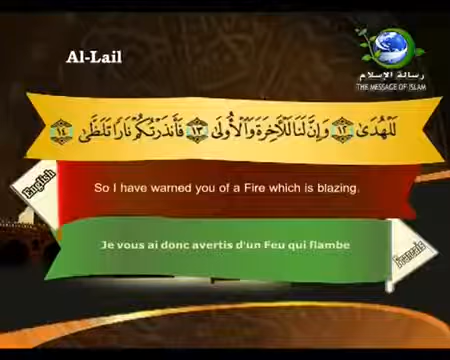 Al-Lail
رسالة الإسلام
THE MESSAGE OF ISLAM
لَلْهُدَىٰ ١٢ وَإِنَّ لَنَا لَلْآخِرَةَ وَالْأُولَىٰ ١٣ فَأَنذَرْتُكُمْ نَارًا تَلَظَّىٰ ١٤
English
So I have warned you of a Fire which is blazing.
Je vous ai donc avertis d'un Feu qui flambe
Francais